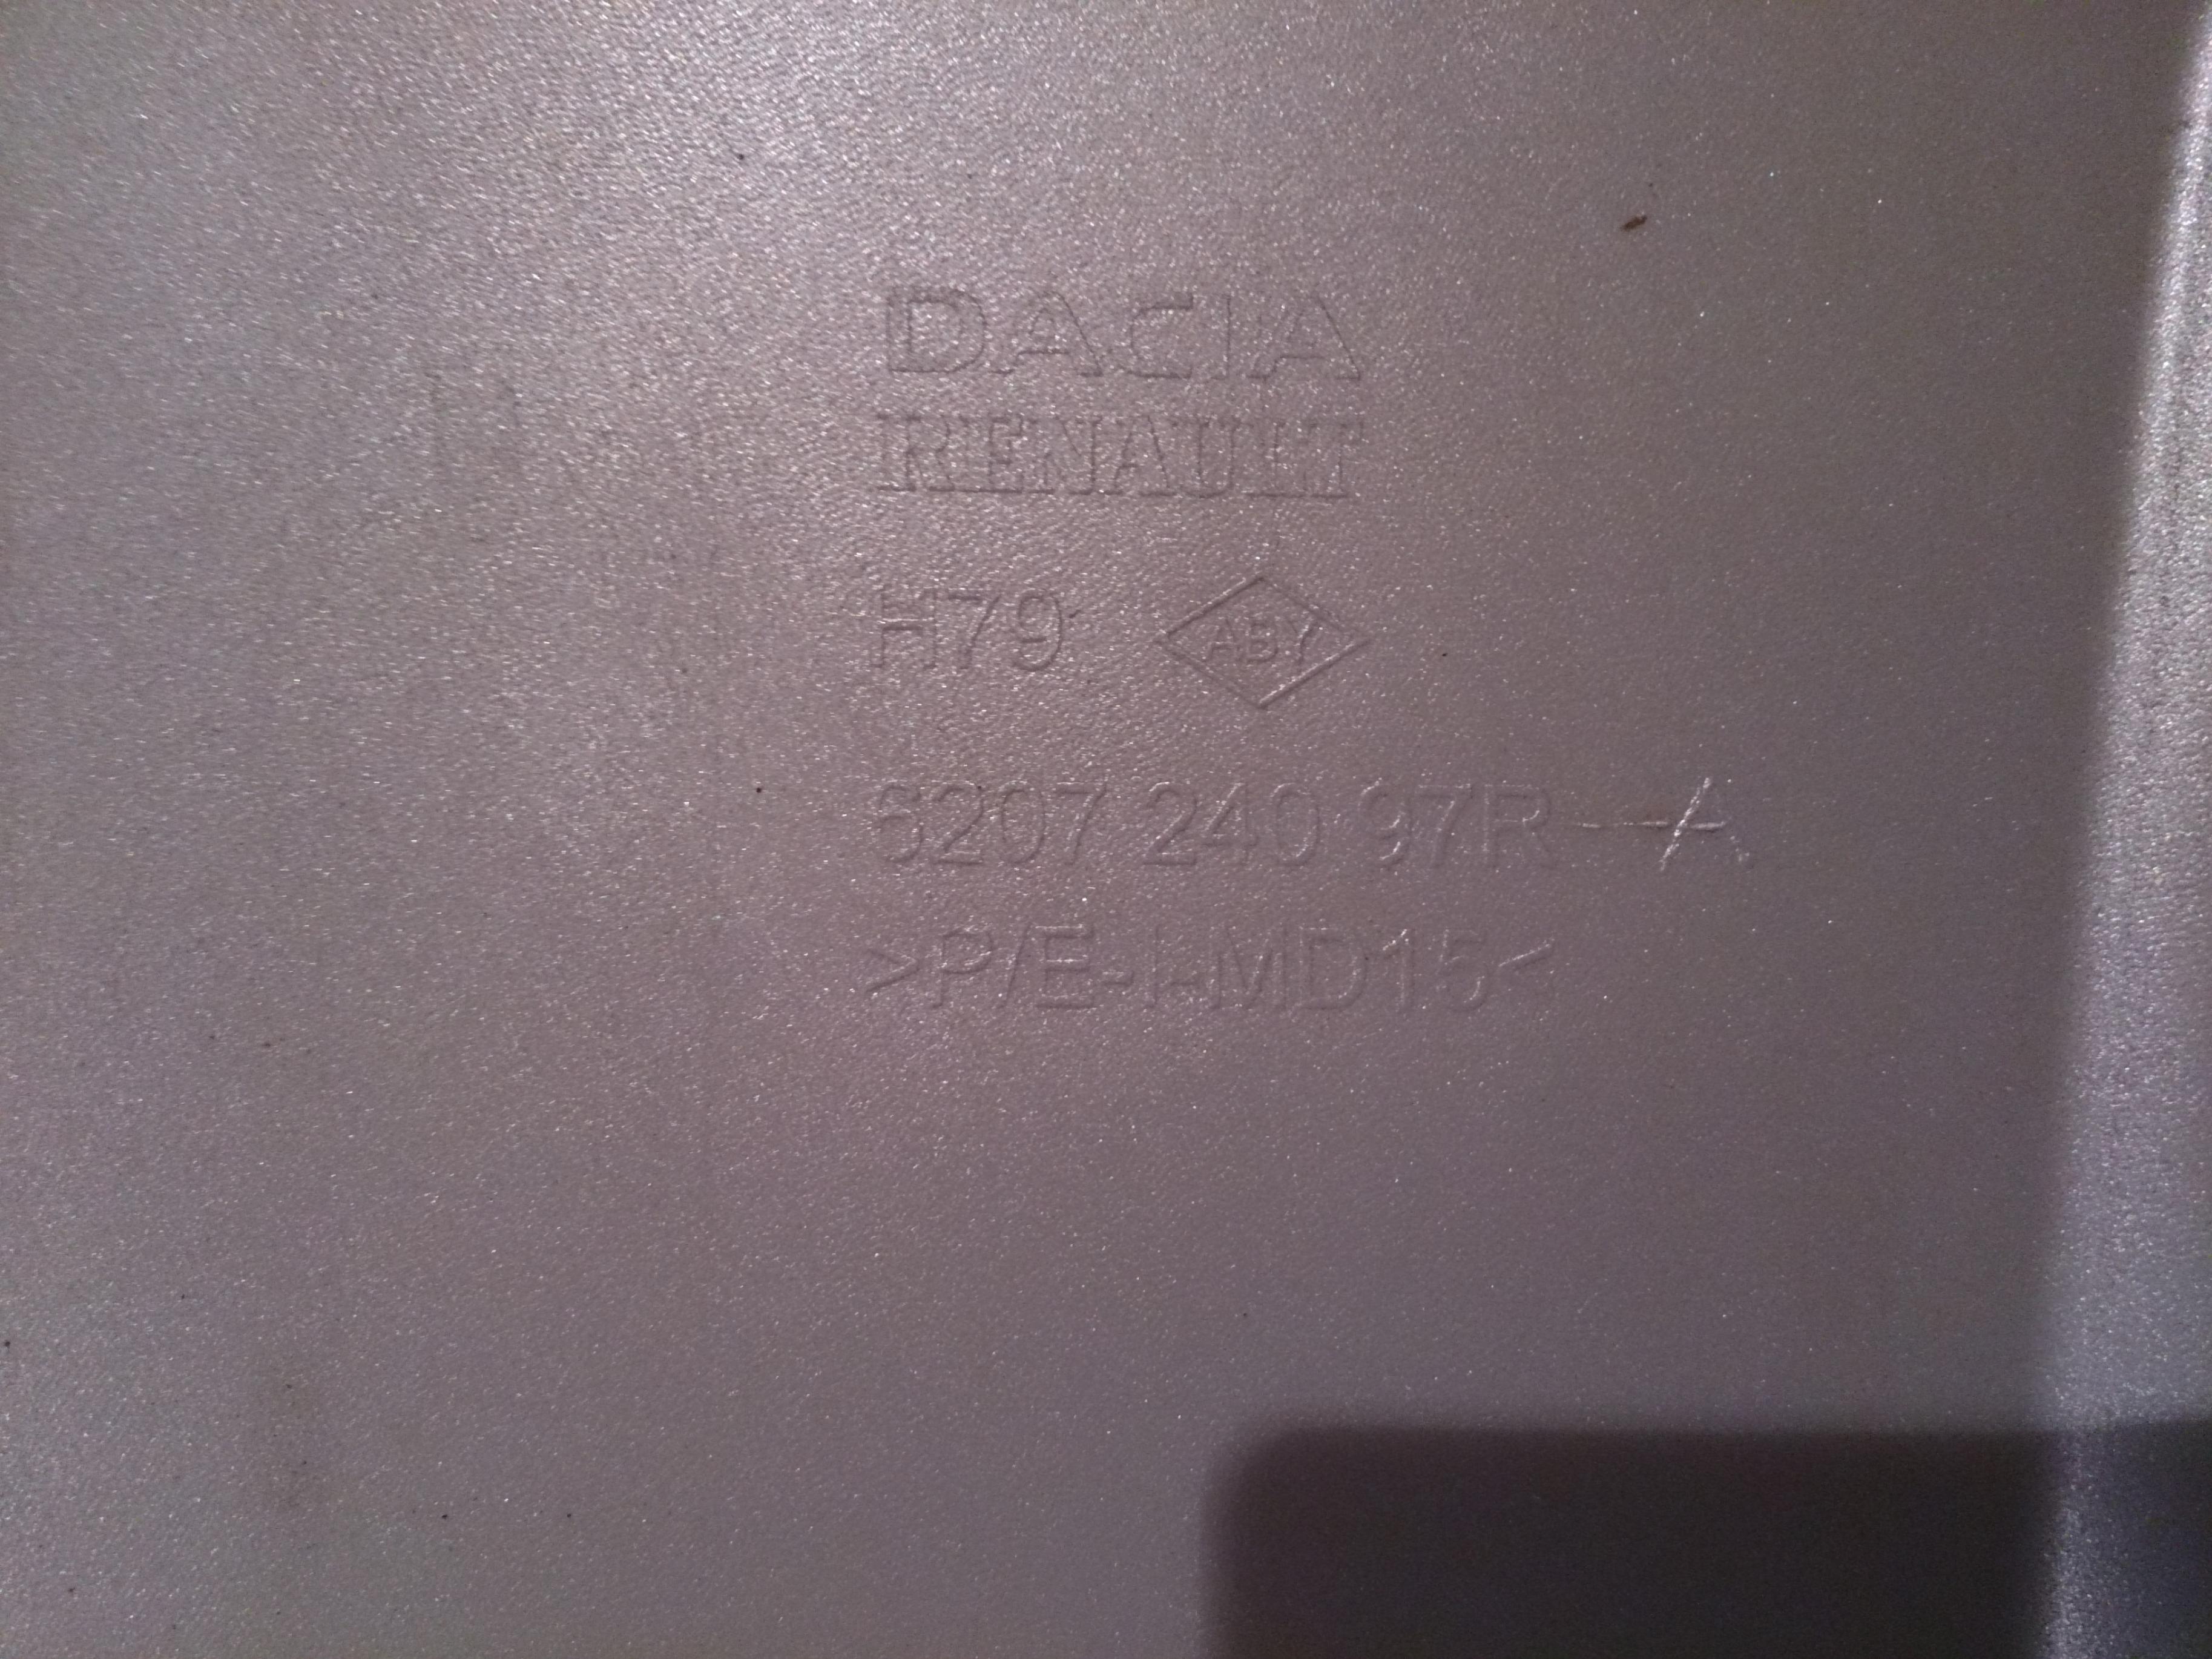 DACIA
RENAULT
H79 ABY
6207 240 97R
>P/E-I-MD15<